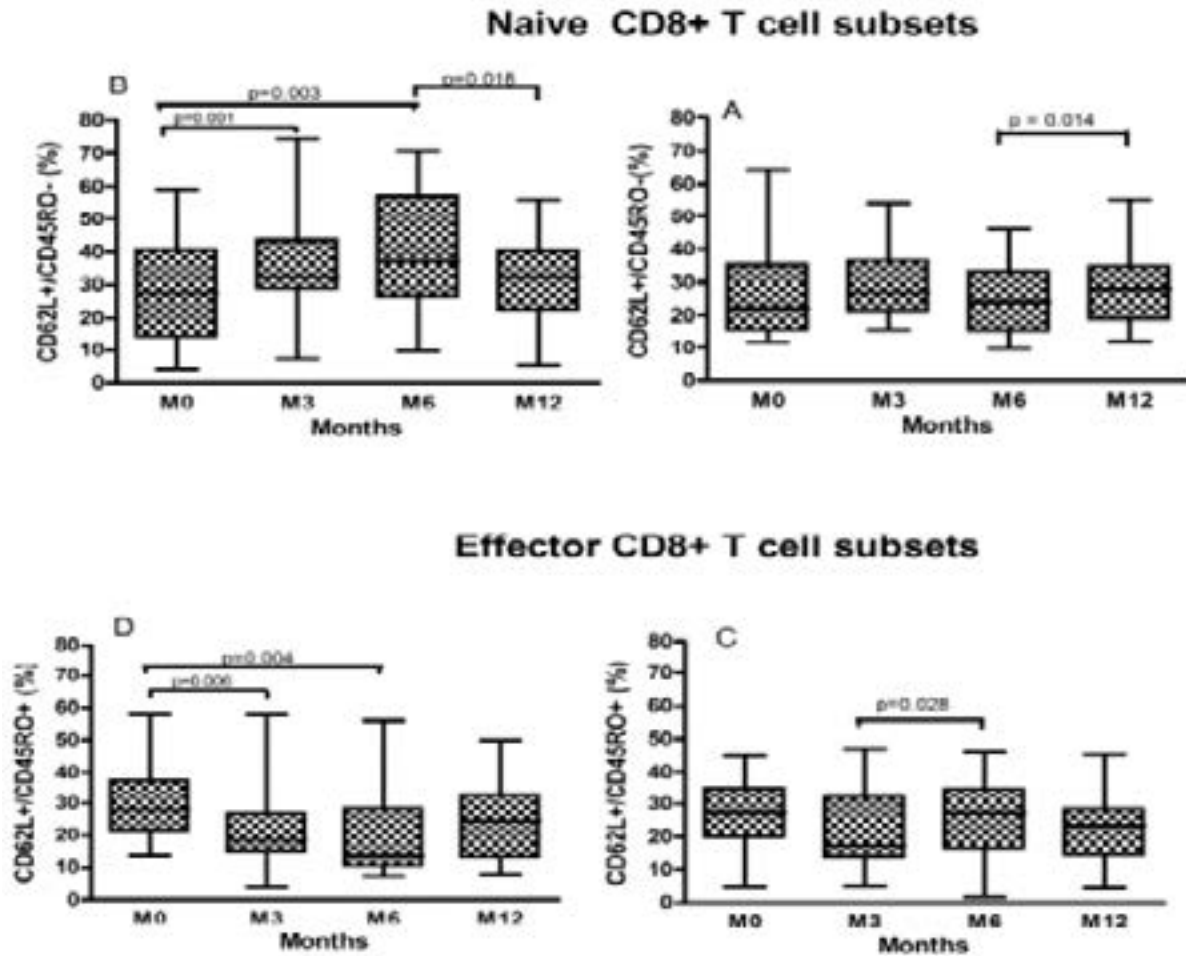 Naive CD8+ T cell subsets
B
p=0.003
p=0.018
p=0.001
CD62L+/CD45RO- (%)
80
70
60
50
40
30
20
10
0
M0 M3 M6 M12
Months
A
p = 0.014
CD62L+/CD45RO-(%)
80
70
60
50
40
30
20
10
0
M0 M3 M6 M12
Months
Effector CD8+ T cell subsets
D
p=0.004
p=0.006
CD62L+/CD45RO+ (%)
80
70
60
50
40
30
20
10
0
M0 M3 M6 M12
Months
C
p=0.028
CD62L+/CD45RO+ (%)
80
70
60
50
40
30
20
10
0
M0 M3 M6 M12
Months